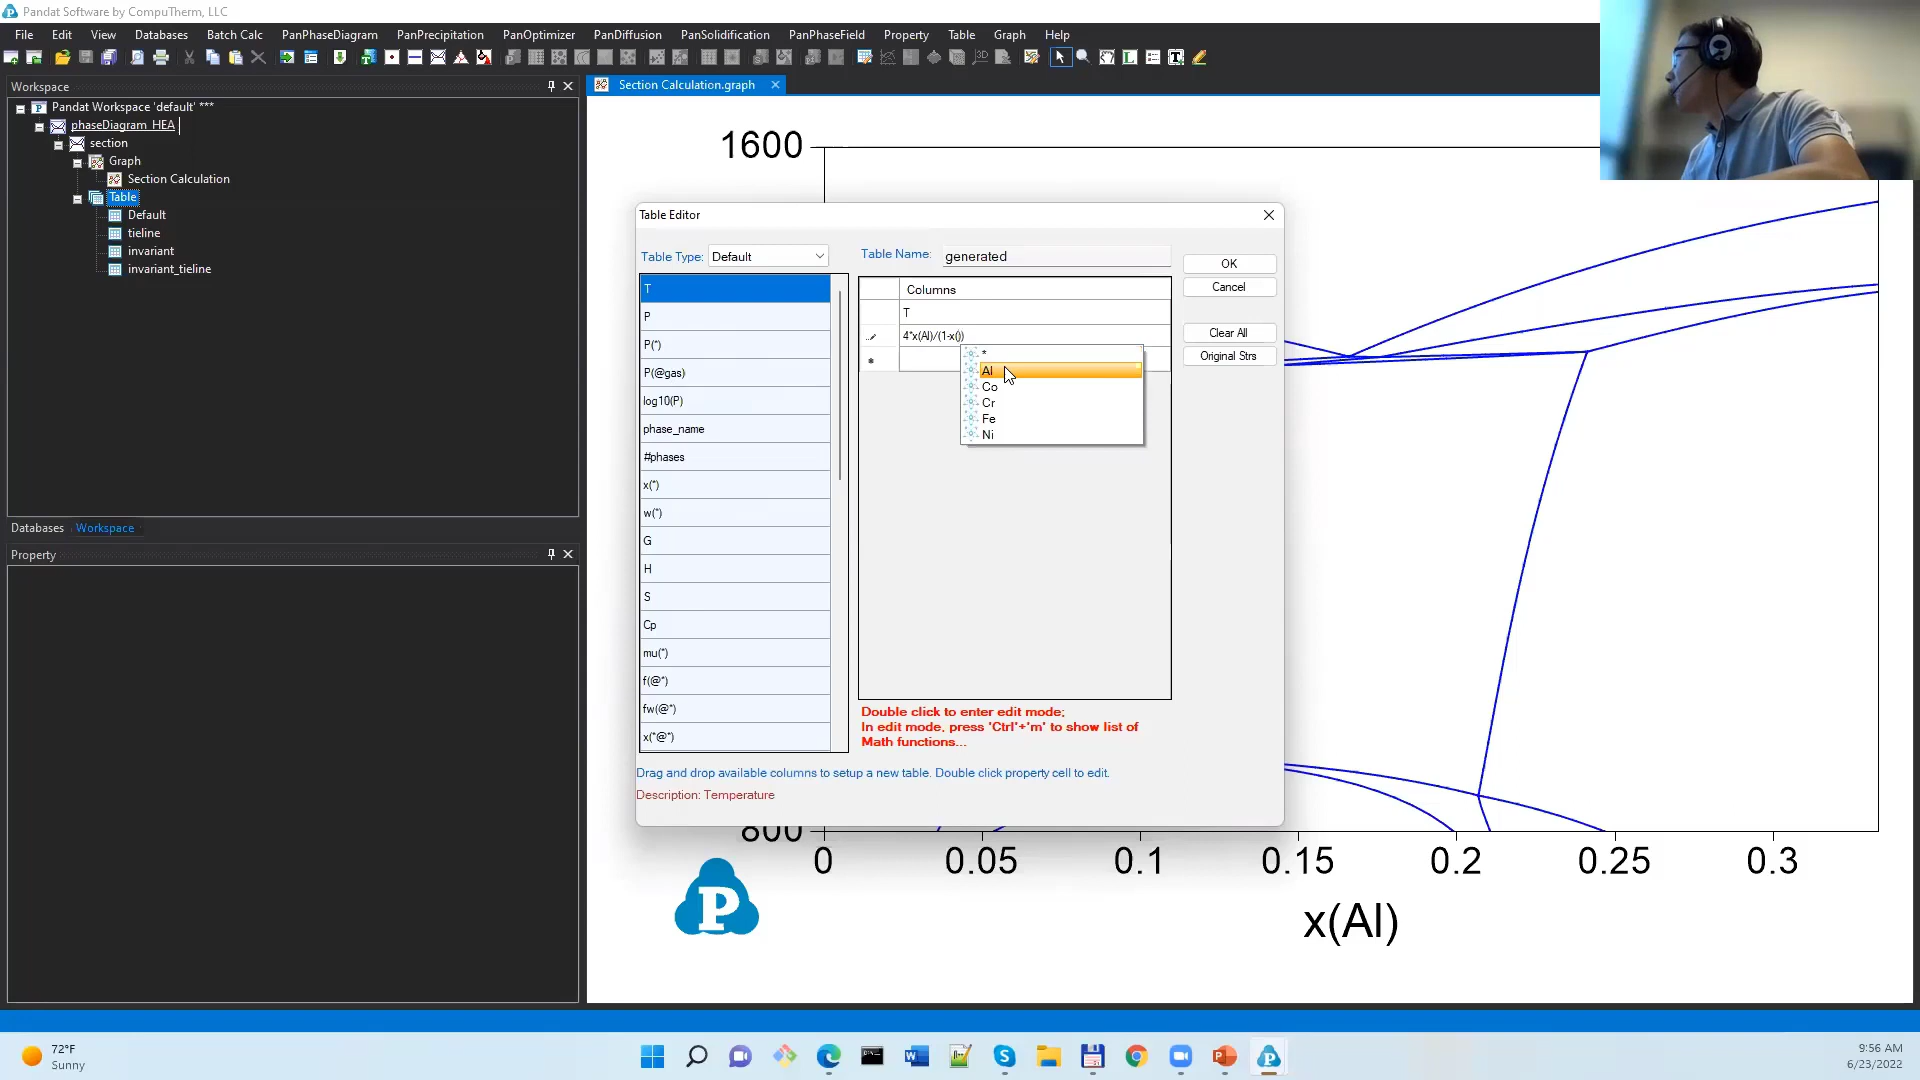 Pandat Software by CompuTherm, LLC
File Edit View Databases Batch Calc PanPhaseDiagram PanPrecipitation PanOptimizer PanDiffusion PanSolidification PanPhaseField Property Table Graph Help
Workspace
Section Calculation.graph
Pandat Workspace 'default' ***
phaseDiagram_HEA
section
Graph
Section Calculation
Table
Default
tieline
invariant
invariant_tieline
Databases Workspace
Property
1600
800
0 0.05 0.1 0.15 0.2 0.25 0.3
x(Al)
P
Table Editor
Table Type: Default
Table Name: generated
OK
Cancel
Clear All
Original Strs
T
P
P(*)
P(@gas)
log10(P)
phase_name
#phases
x(*)
w(*)
G
H
S
Cp
mu(*)
f(@*)
fw(@*)
x(*@*)
Columns
T
4*x(Al)/(1-x())
*
*
Al
Co
Cr
Fe
Ni
Double click to enter edit mode;
In edit mode, press 'Ctrl'+'m' to show list of
Math functions...
Drag and drop available columns to setup a new table. Double click property cell to edit.
Description: Temperature
72°F
Sunny
9:56 AM
6/23/2022